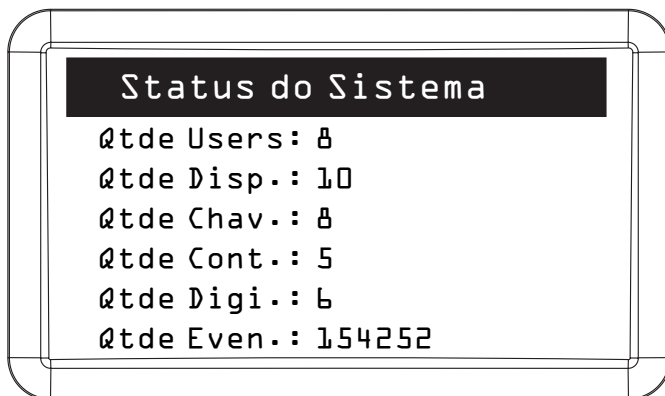 Status do Sistema
Qtde Users: 8
Qtde Disp.: 10
Qtde Chav.: 8
Qtde Cont.: 5
Qtde Digi.: 6
Qtde Even.: 154252